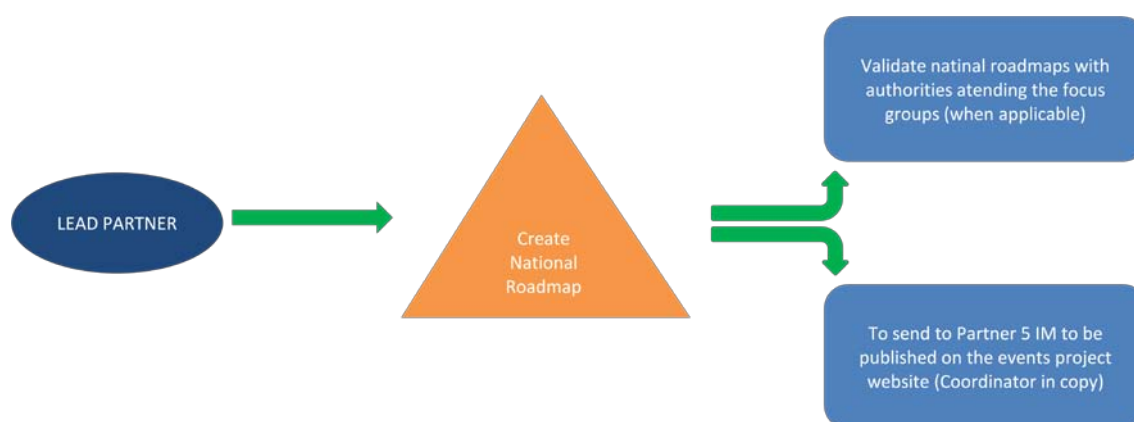 LEAD PARTNER
Create
National
Roadmap
Validate natinal roadmaps with
authorities atending the focus
groups (when applicable)
To send to Partner 5 IM to be
published on the events project
website (Coordinator in copy)